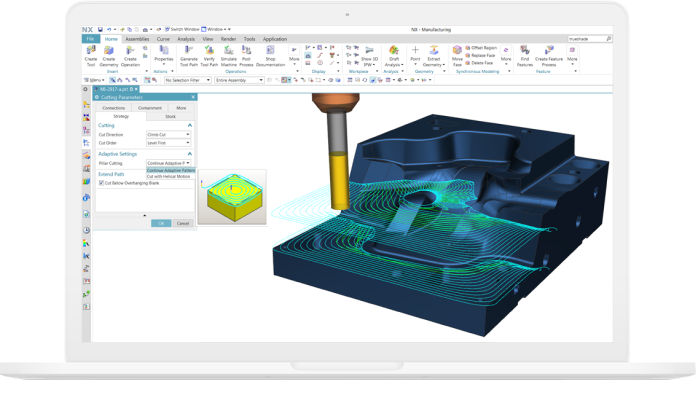 NX Switch Window Window NX - Manufacturing
File Home Assemblies Curve Analysis View Render Tools Application trueshade
Create Tool Create Geometry Create Operation Properties Generate Tool Path Verify Tool Path Simulate Machine Post Process Shop Documentation More Show 3D IPW Draft Analysis Point Extract Geometry Move Face Offset Region Replace Face Delete Face More Find Features Create Feature Process More
Insert Actions Operations Display Workpiece Analysis Geometry Synchronous Modeling Feature
Menu No Selection Filter Entire Assembly
Cutting Parameters
Connections Containment More
Strategy Stock
Cutting
Cut Direction Climb Cut
Cut Order Level First
Adaptive Settings
Filler Cutting Continue Adaptive P
Continue Adaptive Pattern
Extend Path Cut with Helical Motion
Cut Below Overhanging Blank
OK Cancel